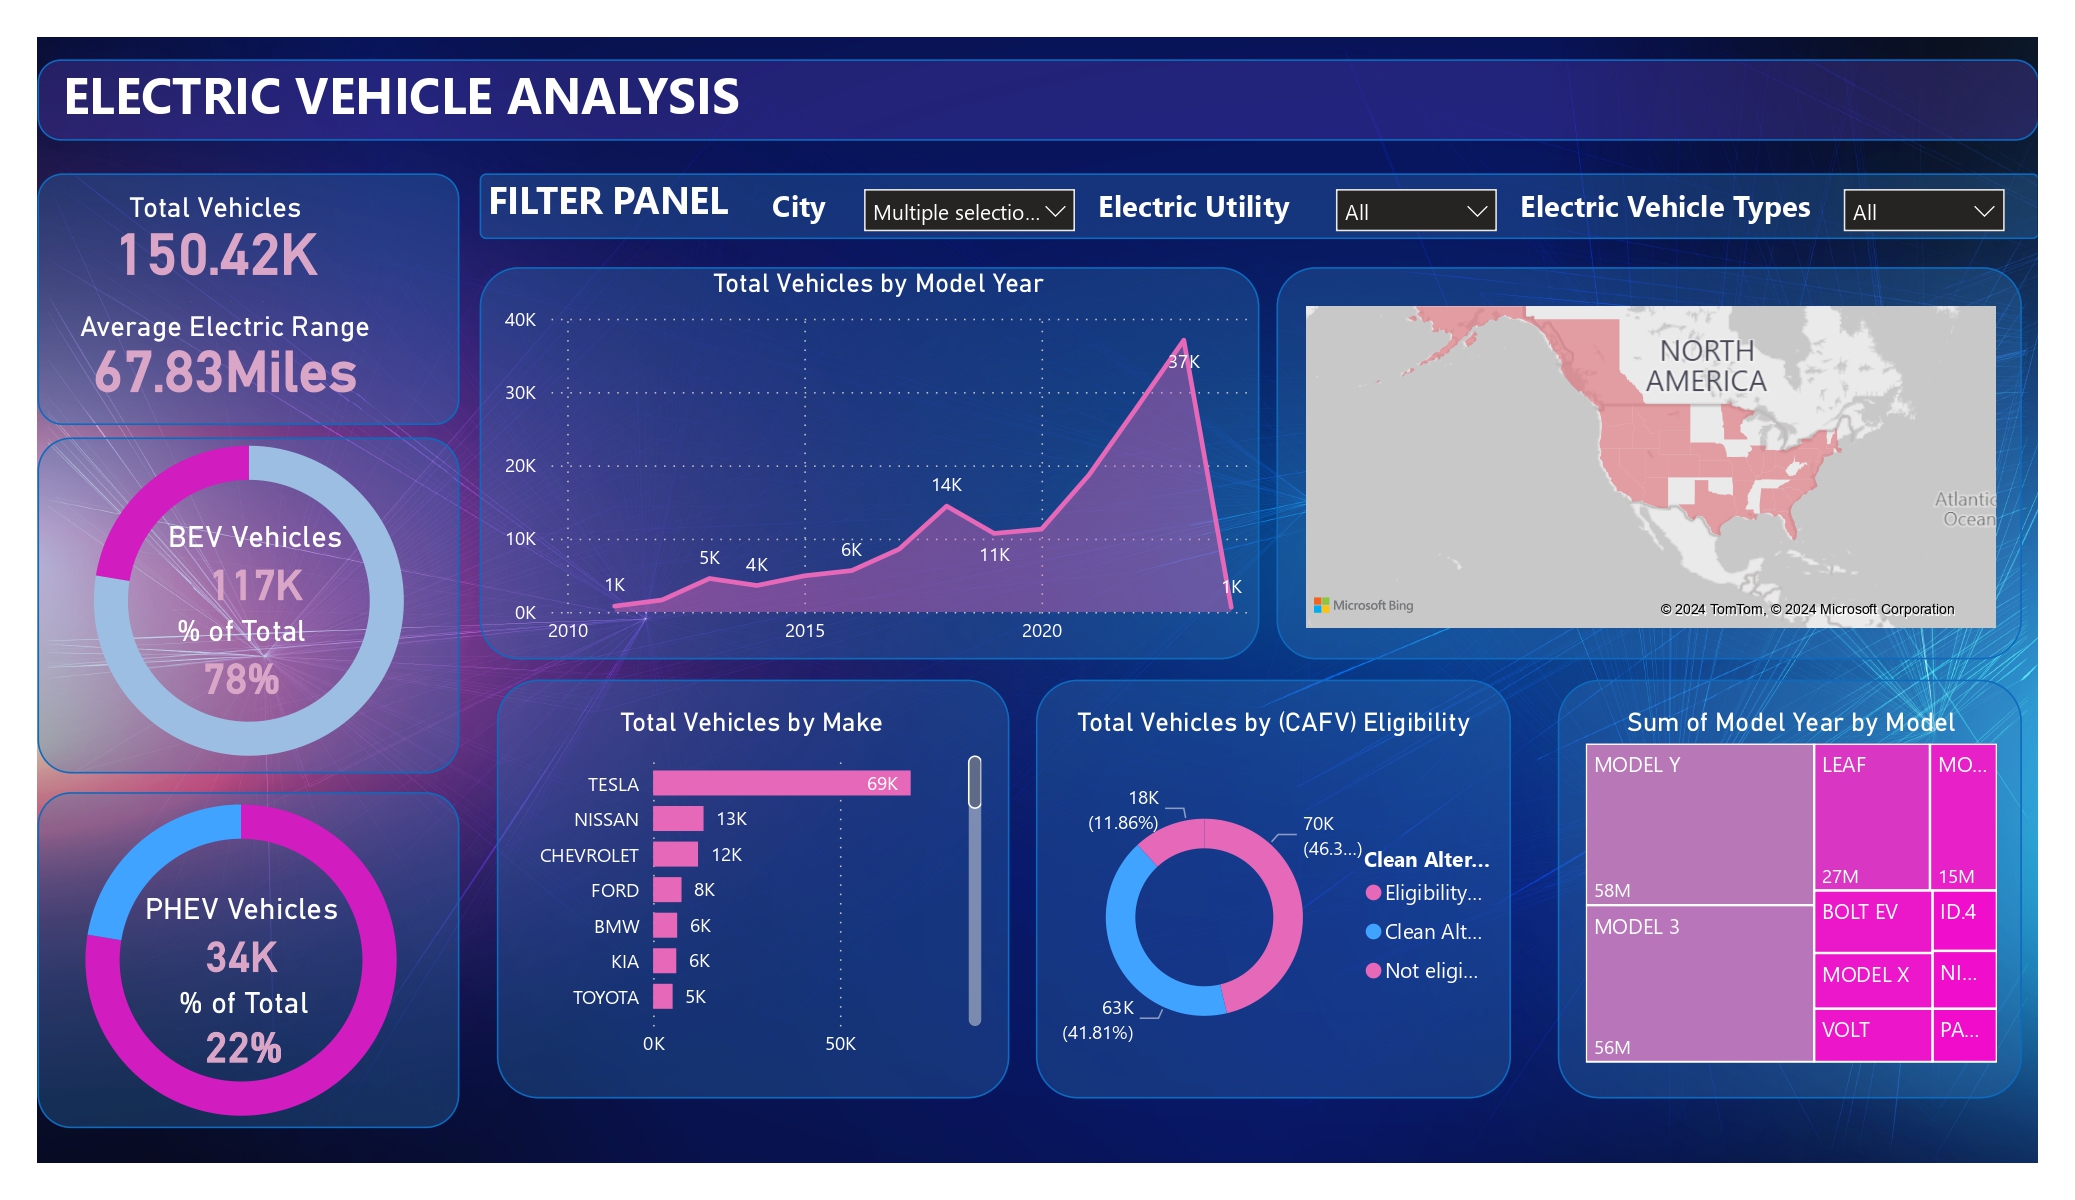 ELECTRIC VEHICLE ANALYSIS
Total Vehicles
150.42K
Average Electric Range
67.83Miles
FILTER PANEL City Multiple selectio... Electric Utility All Electric Vehicle Types All
BEV Vehicles
117K
% of Total
78%
PHEV Vehicles
34K
% of Total
22%
Total Vehicles by Model Year
40K
30K
20K
10K
0K
1K
5K
4K
6K
14K
11K
37K
1K
2010 2015 2020
NORTH
AMERICA
Atlantic
Ocean
Microsoft Bing
© 2024 TomTom, © 2024 Microsoft Corporation
Total Vehicles by Make
TESLA 69K
NISSAN 13K
CHEVROLET 12K
FORD 8K
BMW 6K
KIA 6K
TOYOTA 5K
0K 50K
Total Vehicles by (CAFV) Eligibility
18K
(11.86%)
70K
(46.3...)
63K
(41.81%)
Clean Alter...
Eligibility...
Clean Alt...
Not eligi...
Sum of Model Year by Model
MODEL Y
58M
MODEL 3
56M
LEAF
27M
MO...
15M
BOLT EV
ID.4
MODEL X
NI...
VOLT
PA...